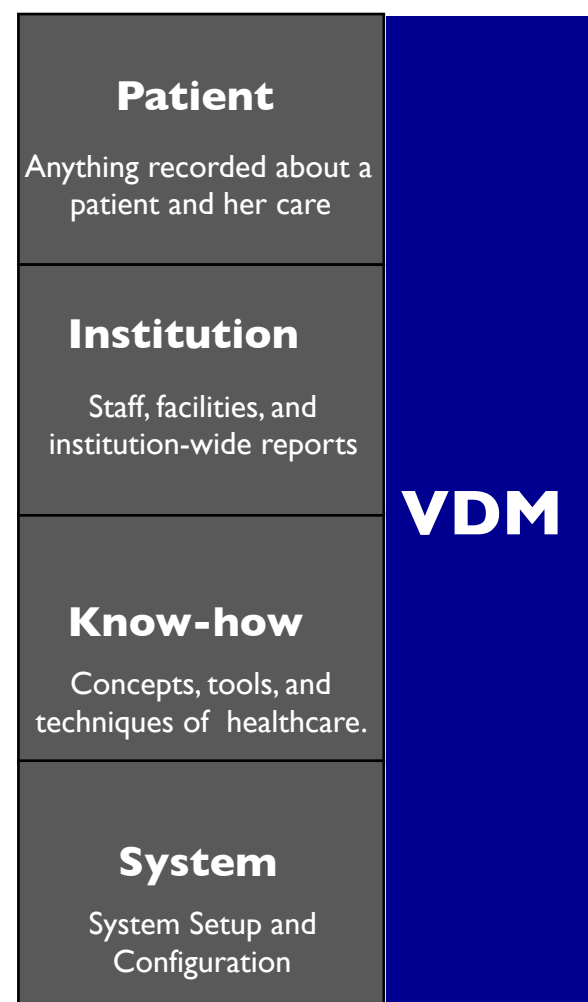 Patient
Anything recorded about a
patient and her care
Institution
Staff, facilities, and
institution-wide reports
VDM
Know-how
Concepts, tools, and
techniques of  healthcare.
System
System Setup and
Configuration